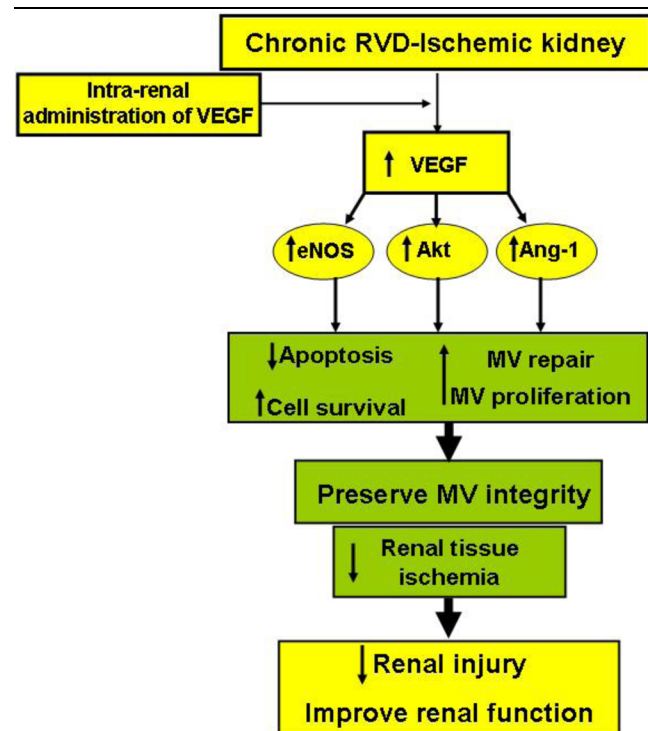 Chronic RVD-Ischemic kidney
Intra-renal
administration of VEGF
↑ VEGF
↑eNOS
↑Akt
↑Ang-1
↓Apoptosis
↑Cell survival
↑ MV repair
MV proliferation
Preserve MV integrity
↓ Renal tissue
ischemia
↓Renal injury
Improve renal function